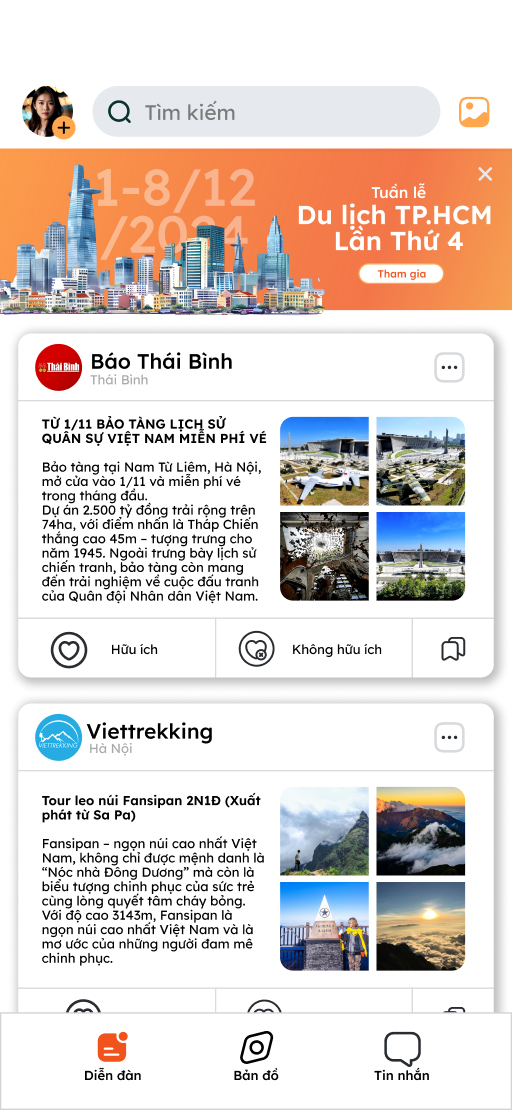 Tìm kiếm
1-8/12
/2024
Tuần lễ
Du lịch TP.HCM
Lần Thứ 4
Tham gia
Thái Bình
Báo Thái Bình
Thái Bình
TỪ 1/11 BẢO TÀNG LỊCH SỬ
QUÂN SỰ VIỆT NAM MIỄN PHÍ VÉ
Bảo tàng tại Nam Từ Liêm, Hà Nội,
mở cửa vào 1/11 và miễn phí vé
trong tháng đầu.
Dự án 2.500 tỷ đồng trải rộng trên
74ha, với điểm nhấn là Tháp Chiến
thắng cao 45m – tượng trưng cho
năm 1945. Ngoài trưng bày lịch sử
chiến tranh, bảo tàng còn mang
đến trải nghiệm về cuộc đấu tranh
của Quân đội Nhân dân Việt Nam.
Hữu ích
Không hữu ích
VIETTREKKING
Viettrekking
Hà Nội
Tour leo núi Fansipan 2N1Đ (Xuất
phát từ Sa Pa)
Fansipan – ngọn núi cao nhất Việt
Nam, không chỉ được mệnh danh là
“Nóc nhà Đông Dương” mà còn là
biểu tượng chinh phục của sức trẻ
cùng lòng quyết tâm cháy bỏng.
Với độ cao 3143m, Fansipan là
ngọn núi cao nhất Việt Nam và là
mơ ước của những người đam mê
chinh phục.
Diễn đàn
Bản đồ
Tin nhắn